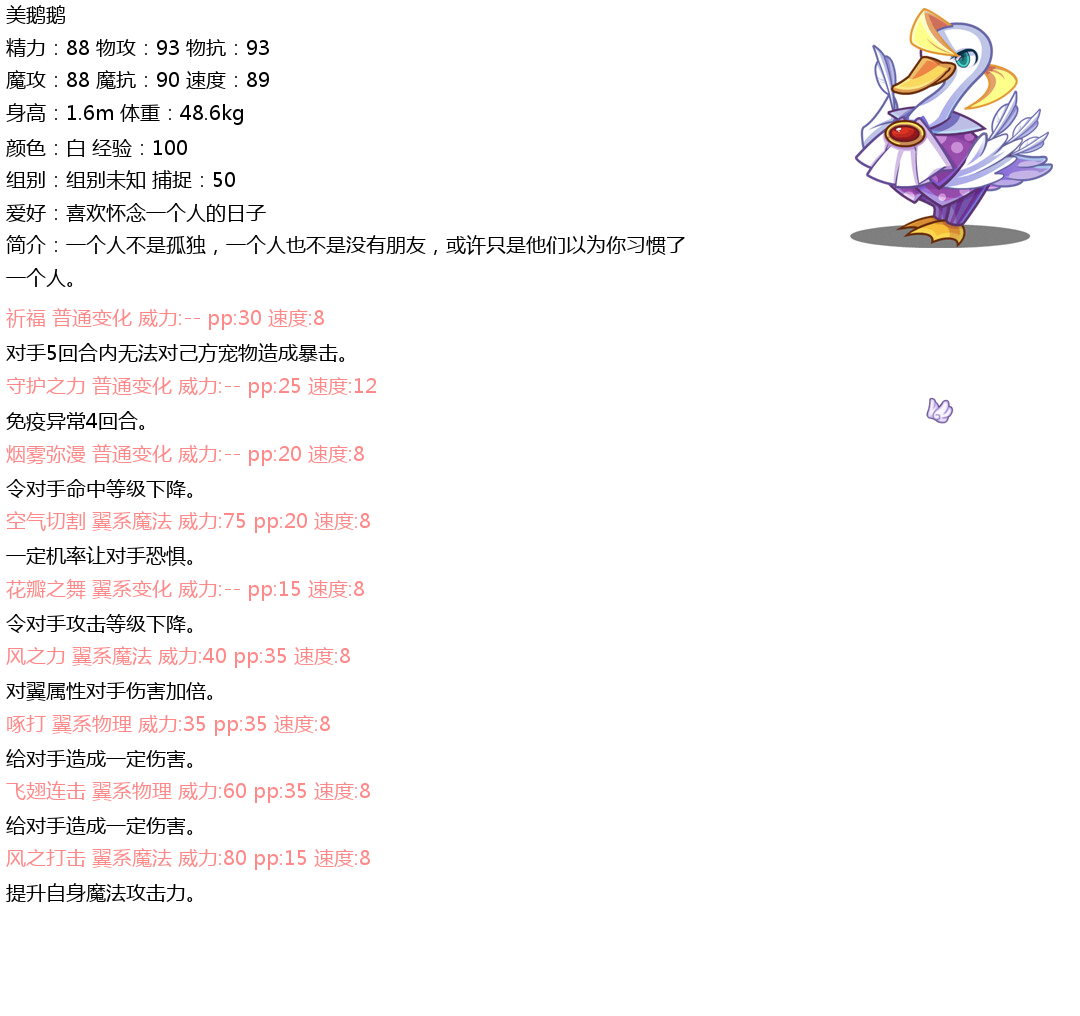 美鹅鹅
精力：88 物攻：93 物抗：93
魔攻：88 魔抗：90 速度：89
身高：1.6m 体重：48.6kg
颜色：白 经验：100
组别：组别未知 捕捉：50
爱好：喜欢怀念一个人的日子
简介：一个人不是孤独，一个人也不是没有朋友，或许只是他们以为你习惯了
一个人。
祈福 普通变化 威力:-- pp:30 速度:8
对手5回合内无法对己方宠物造成暴击。
守护之力 普通变化 威力:-- pp:25 速度:12
免疫异常4回合。
烟雾弥漫 普通变化 威力:-- pp:20 速度:8
令对手命中等级下降。
空气切割 翼系魔法 威力:75 pp:20 速度:8
一定机率让对手恐惧。
花瓣之舞 翼系变化 威力:-- pp:15 速度:8
令对手攻击等级下降。
风之力 翼系魔法 威力:40 pp:35 速度:8
对翼属性对手伤害加倍。
啄打 翼系物理 威力:35 pp:35 速度:8
给对手造成一定伤害。
飞翅连击 翼系物理 威力:60 pp:35 速度:8
给对手造成一定伤害。
风之打击 翼系魔法 威力:80 pp:15 速度:8
提升自身魔法攻击力。